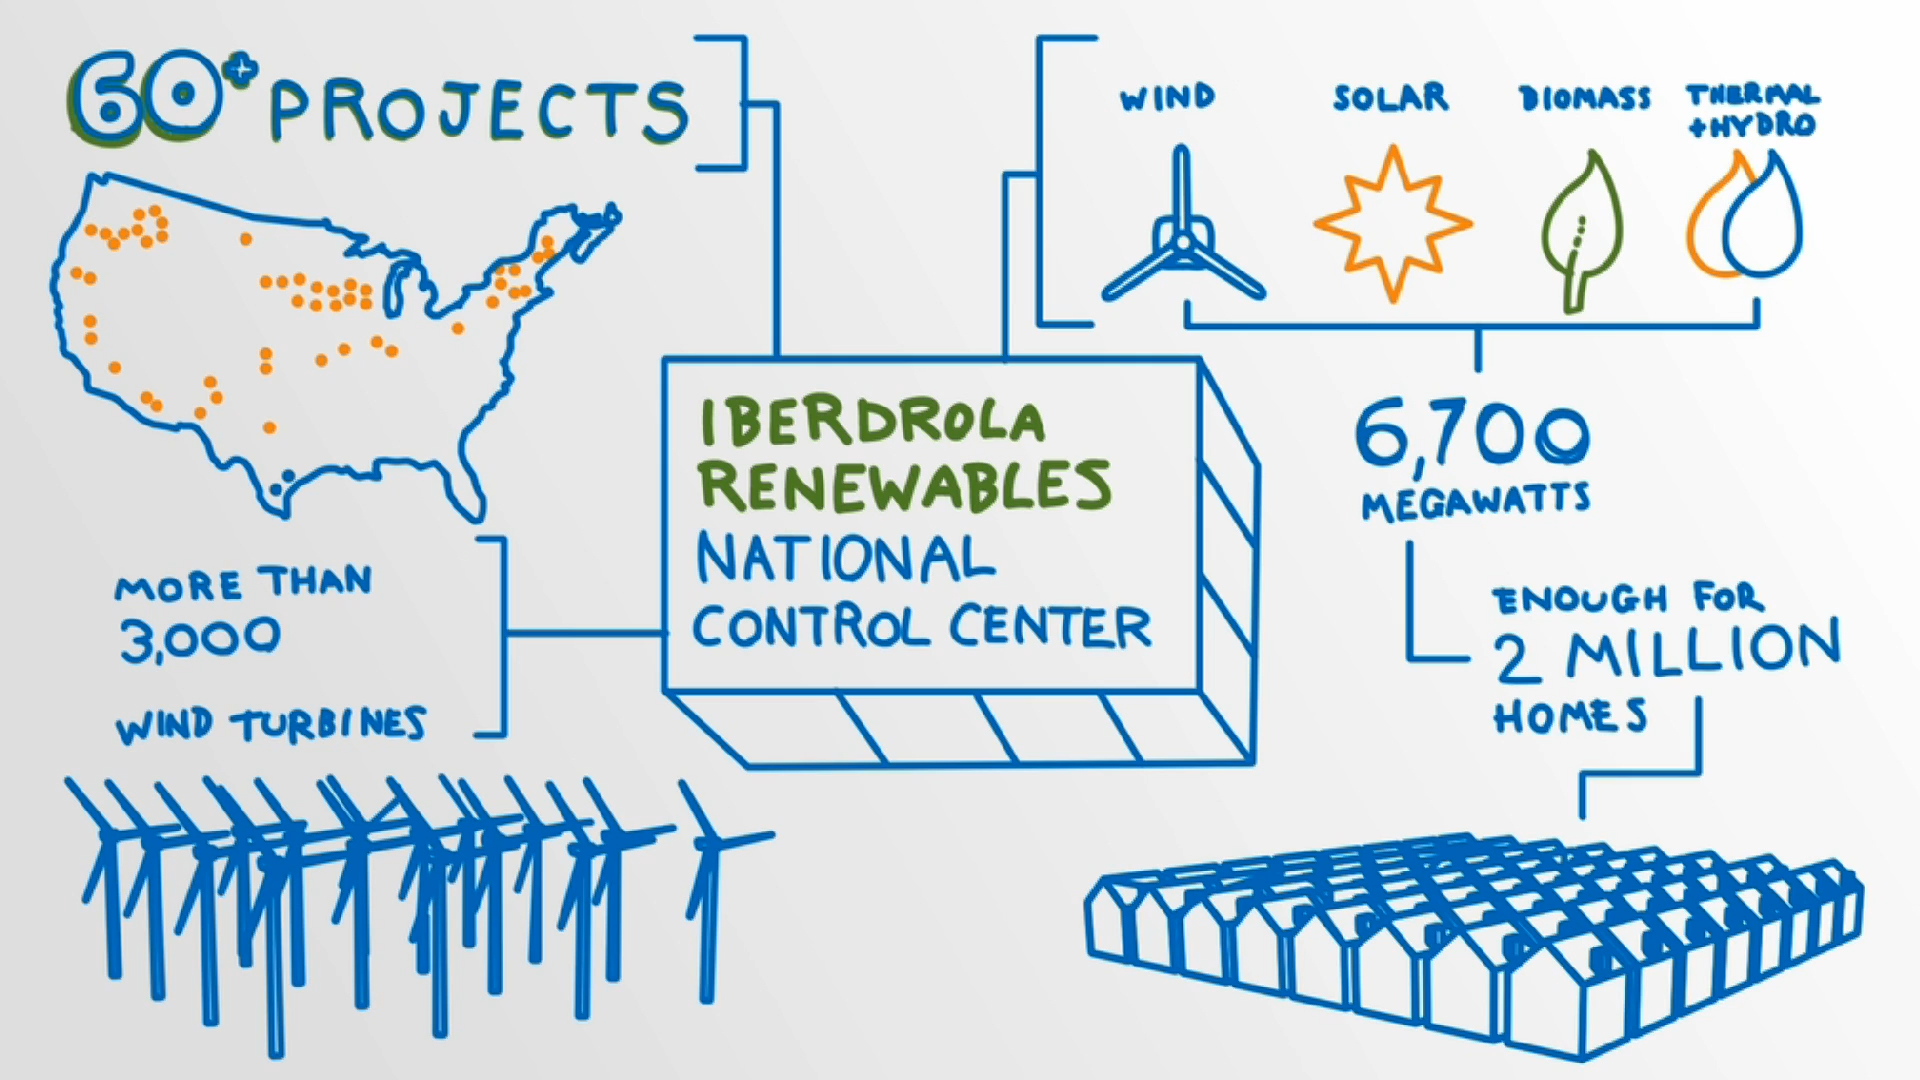 60+ PROJECTS
WIND
SOLAR
BIOMASS
THERMAL
+HYDRO
IBERDROLA
RENEWABLES
NATIONAL
CONTROL CENTER
6,700
MEGAWATTS
MORE THAN
3,000
WIND TURBINES
ENOUGH FOR
2 MILLION
HOMES